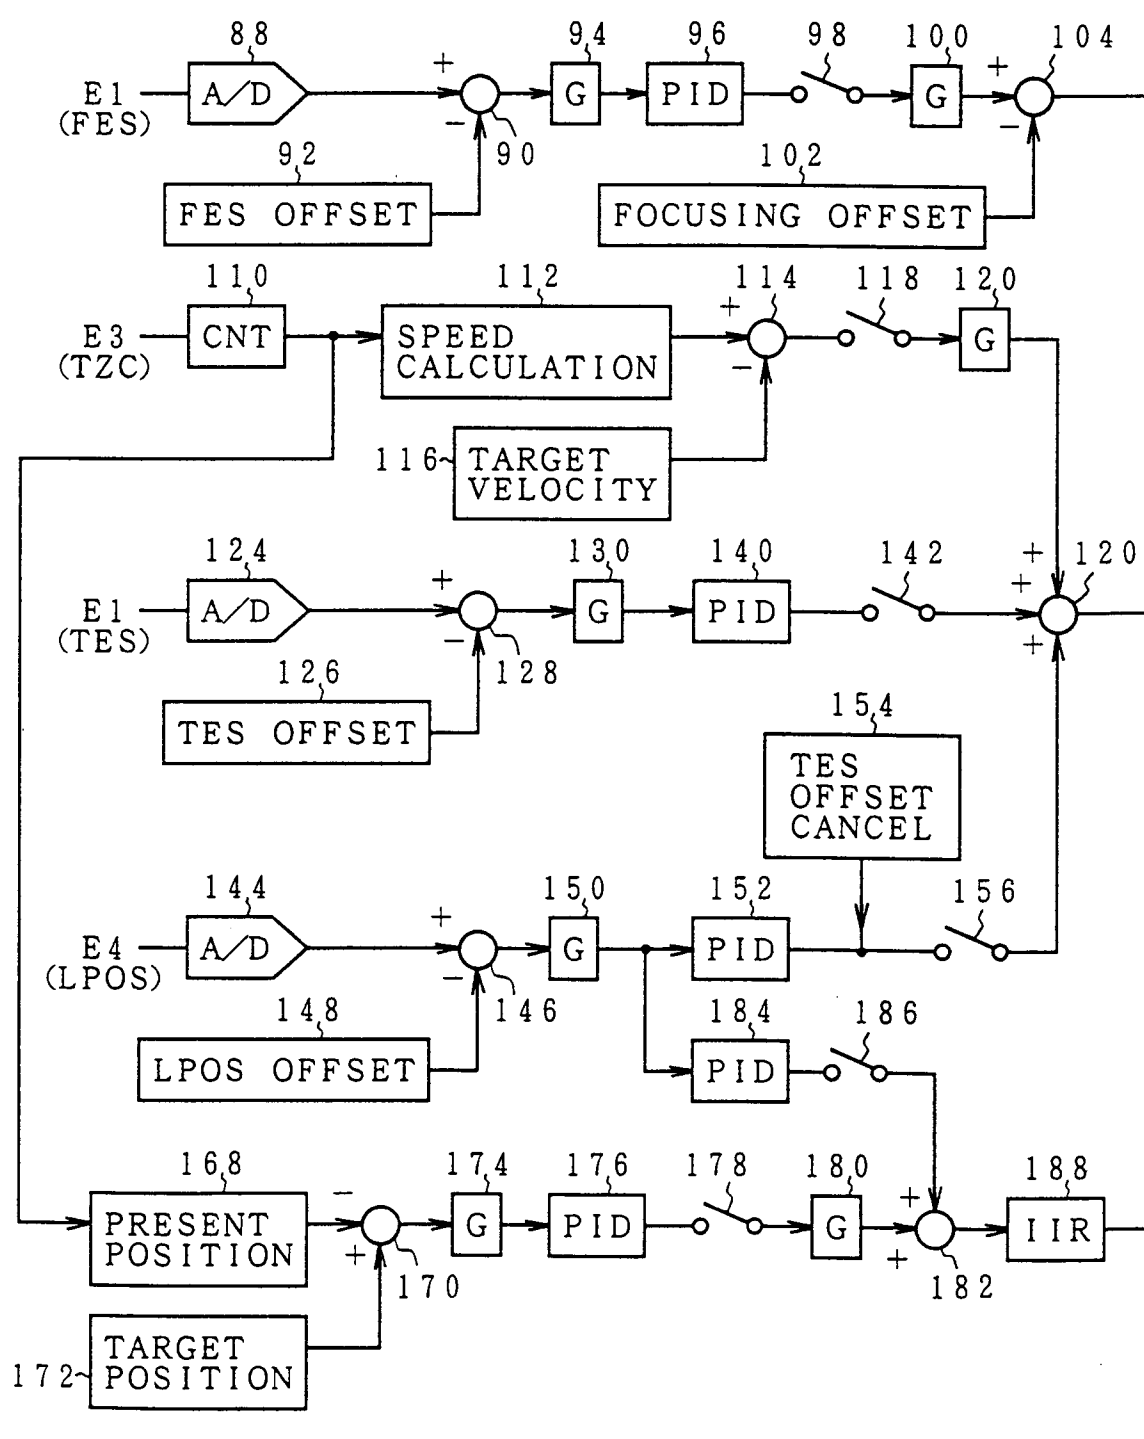 88 94 96 98 100 104
E1 A/D + G PID G +
(FES) − 90 −
92 102
FES OFFSET FOCUSING OFFSET
110 112 114 118 120
E3 CNT SPEED + G
(TZC) CALCULATION −
116 TARGET
VELOCITY
124 130 140 142 + 120
E1 A/D + G PID +
(TES) − 128 +
126
TES OFFSET
154
TES
OFFSET
CANCEL
144 150 152 156
E4 A/D + G PID
(LPOS) − 146
148 184 186
LPOS OFFSET PID
168 174 176 178 180 188
PRESENT − G PID G + IIR
POSITION + 170 + 182
TARGET
172 POSITION